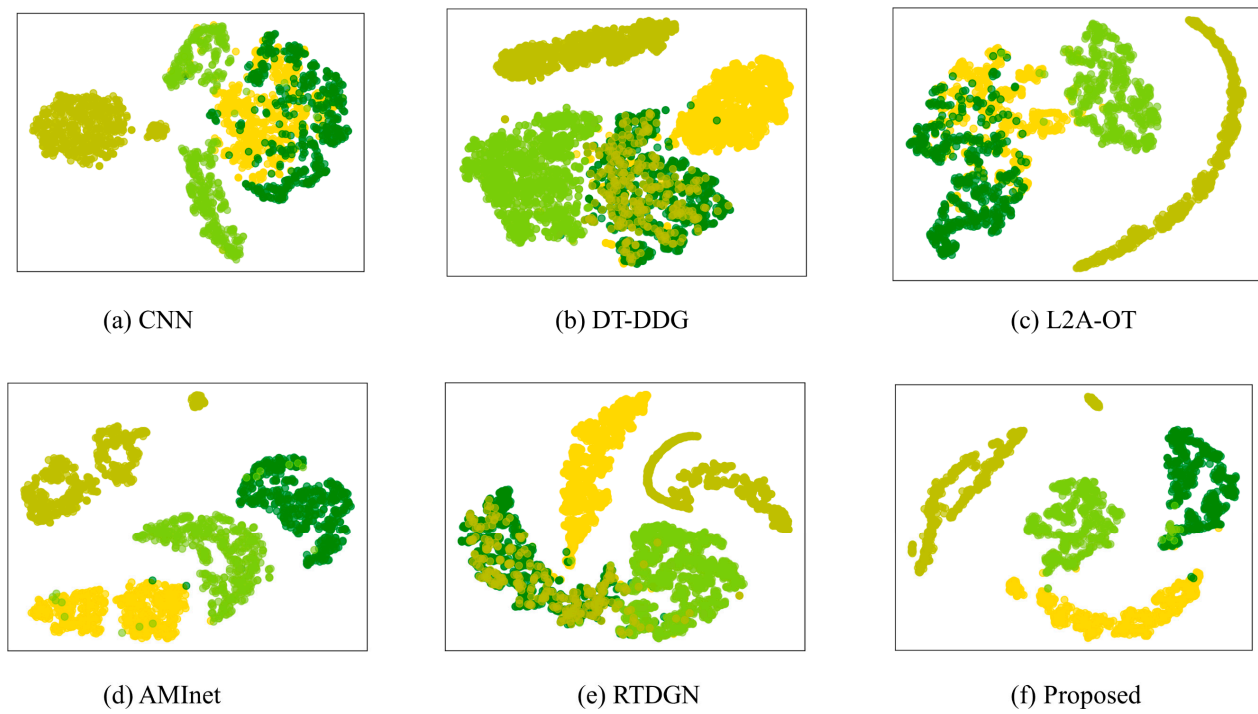 (a) CNN
(b) DT-DDG
(c) L2A-OT
(d) AMInet
(e) RTDGN
(f) Proposed